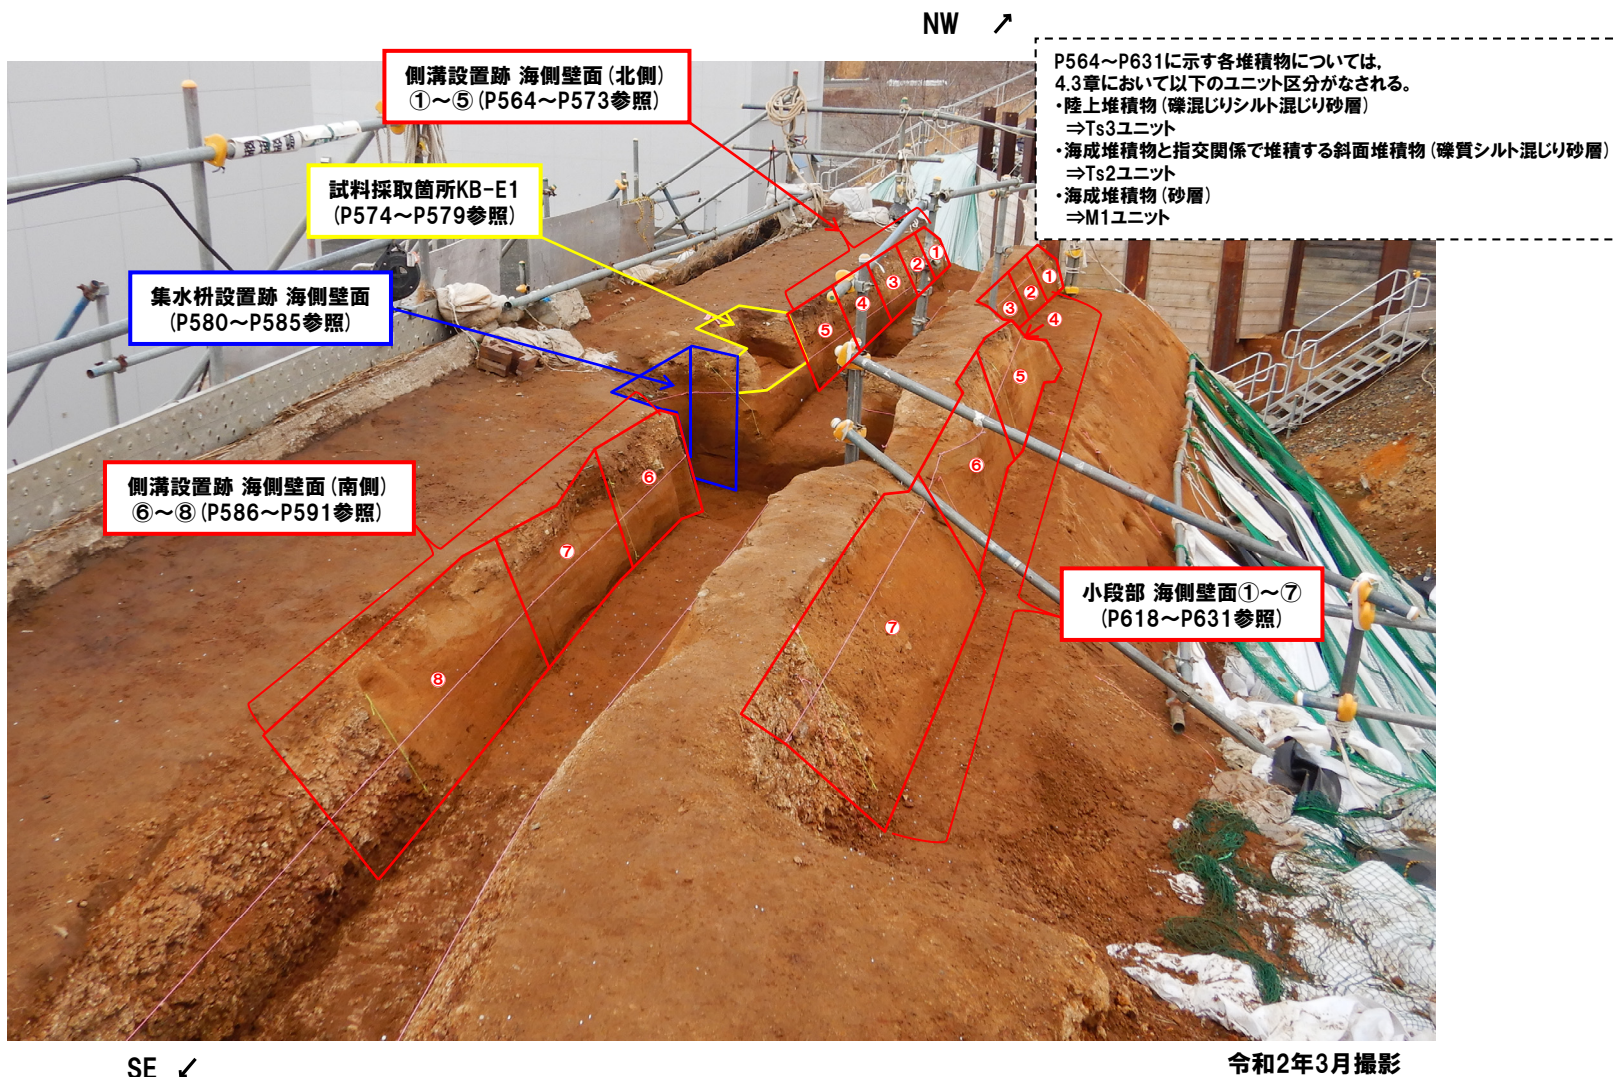 NW ↗
P564～P631に示す各堆積物については，
4.3章において以下のユニット区分がなされる。
・陸上堆積物（礫混じりシルト混じり砂層）
⇒Ts3ユニット
・海成堆積物と指交関係で堆積する斜面堆積物（礫質シルト混じり砂層）
⇒Ts2ユニット
・海成堆積物（砂層）
⇒M1ユニット
側溝設置跡 海側壁面（北側）
①～⑤（P564～P573参照）
試料採取箇所KB-E1
（P574～P579参照）
集水枡設置跡 海側壁面
（P580～P585参照）
側溝設置跡 海側壁面（南側）
⑥～⑧（P586～P591参照）
小段部 海側壁面①～⑦
（P618～P631参照）
①
②
③
④
⑤
①
②
③
④
⑤
⑥
⑦
⑥
⑦
⑧
SE ↙
令和2年3月撮影